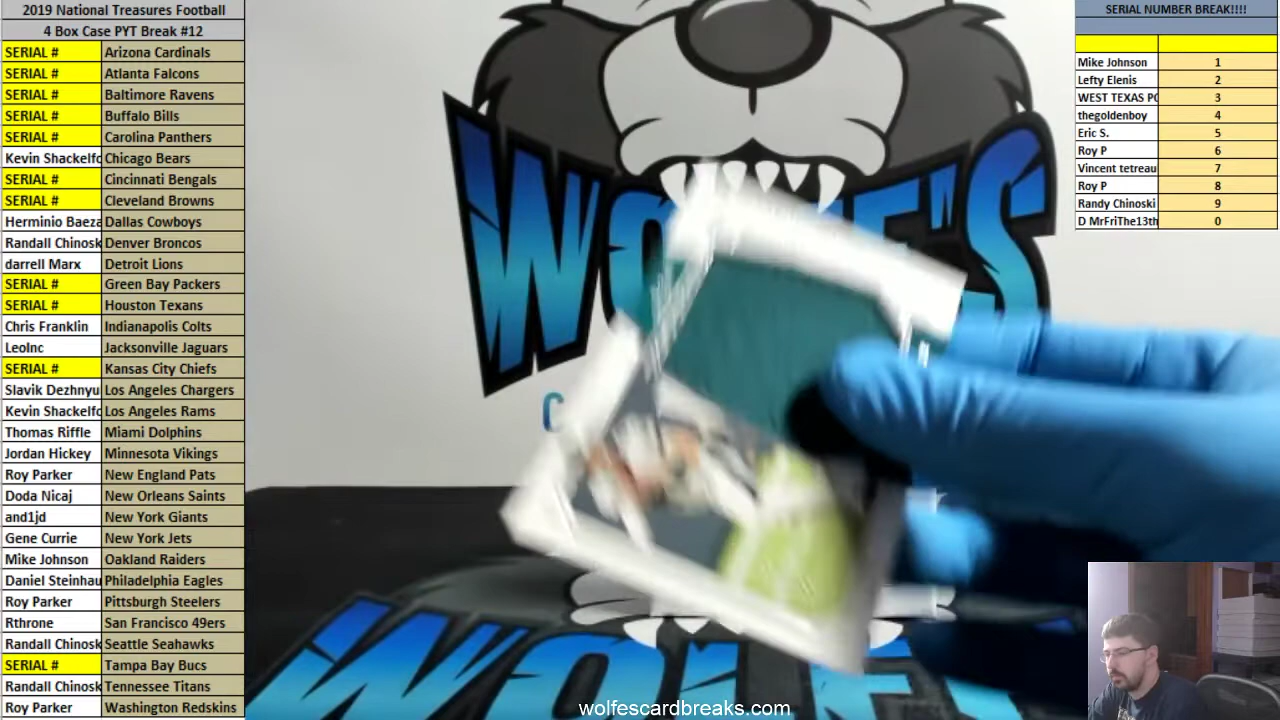 2019 National Treasures Football
4 Box Case PYT Break #12
SERIAL # Arizona Cardinals
SERIAL # Atlanta Falcons
SERIAL # Baltimore Ravens
SERIAL # Buffalo Bills
SERIAL # Carolina Panthers
Kevin Shackelfo Chicago Bears
SERIAL # Cincinnati Bengals
SERIAL # Cleveland Browns
Herminio Baeza Dallas Cowboys
Randall Chinosk Denver Broncos
darrell Marx Detroit Lions
SERIAL # Green Bay Packers
SERIAL # Houston Texans
Chris Franklin Indianapolis Colts
LeoInc Jacksonville Jaguars
SERIAL # Kansas City Chiefs
Slavik Dezhnyu Los Angeles Chargers
Kevin Shackelfo Los Angeles Rams
Thomas Riffle Miami Dolphins
Jordan Hickey Minnesota Vikings
Roy Parker New England Pats
Doda Nicaj New Orleans Saints
and1jd New York Giants
Gene Currie New York Jets
Mike Johnson Oakland Raiders
Daniel Steinhau Philadelphia Eagles
Roy Parker Pittsburgh Steelers
Rthrone San Francisco 49ers
Randall Chinosk Seattle Seahawks
SERIAL # Tampa Bay Bucs
Randall Chinosk Tennessee Titans
Roy Parker Washington Redskins
SERIAL NUMBER BREAK!!!!
Mike Johnson 1
Lefty Elenis 2
WEST TEXAS PO 3
thegoldenboy 4
Eric S. 5
Roy P 6
Vincent tetreau 7
Roy P 8
Randy Chinoski 9
D MrFriThe13th 0
WOLFE'S
C
WOLFE'S
wolfescardbreaks.com